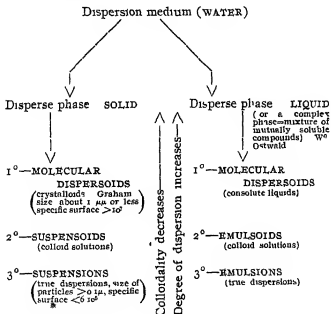 Dispersion medium (WATER)
Disperse phase SOLID
1°—MOLECULAR
DISPERSOIDS
(crystalloids Graham
size about 1 μμ or less
specific surface >10⁷)
2°—SUSPENSOIDS
(colloid solutions)
3°—SUSPENSIONS
(true dispersions, size of
particles >0 1μ, specific
surface <6 10⁵)
Colloidality decreases—
Degree of dispersion increases—
Disperse phase LIQUID
(or a complex
phase=mixture of
mutually soluble
compounds) Wº
Ostwald
1°—MOLECULAR
DISPERSOIDS
(consolute liquids)
2°—EMULSOIDS
(colloid solutions)
3°—EMULSIONS
(true dispersions)